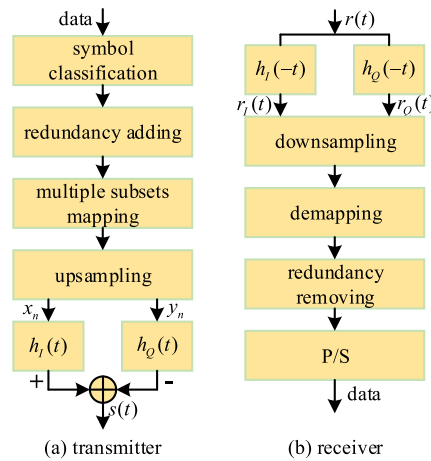 data
symbol
classification
redundancy adding
multiple subsets
mapping
upsampling
x_n
y_n
h_I(t)
h_Q(t)
+
-
s(t)
(a) transmitter
r(t)
h_I(-t)
h_Q(-t)
r_I(t)
r_Q(t)
downsampling
demapping
redundancy
removing
P/S
data
(b) receiver